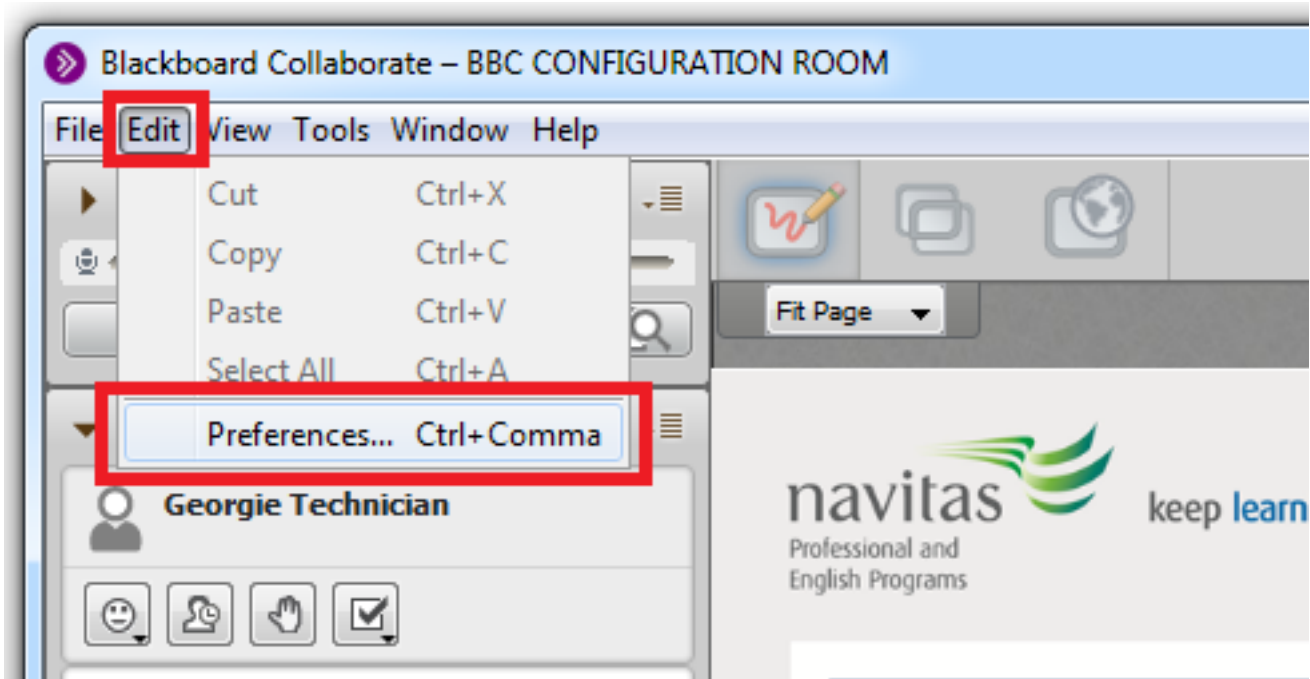 Blackboard Collaborate – BBC CONFIGURATION ROOM
File Edit View Tools Window Help
Cut Ctrl+X
Copy Ctrl+C
Paste Ctrl+V
Select All Ctrl+A
Preferences... Ctrl+Comma
Georgie Technician
Fit Page
navitas
Professional and
English Programs
keep learn